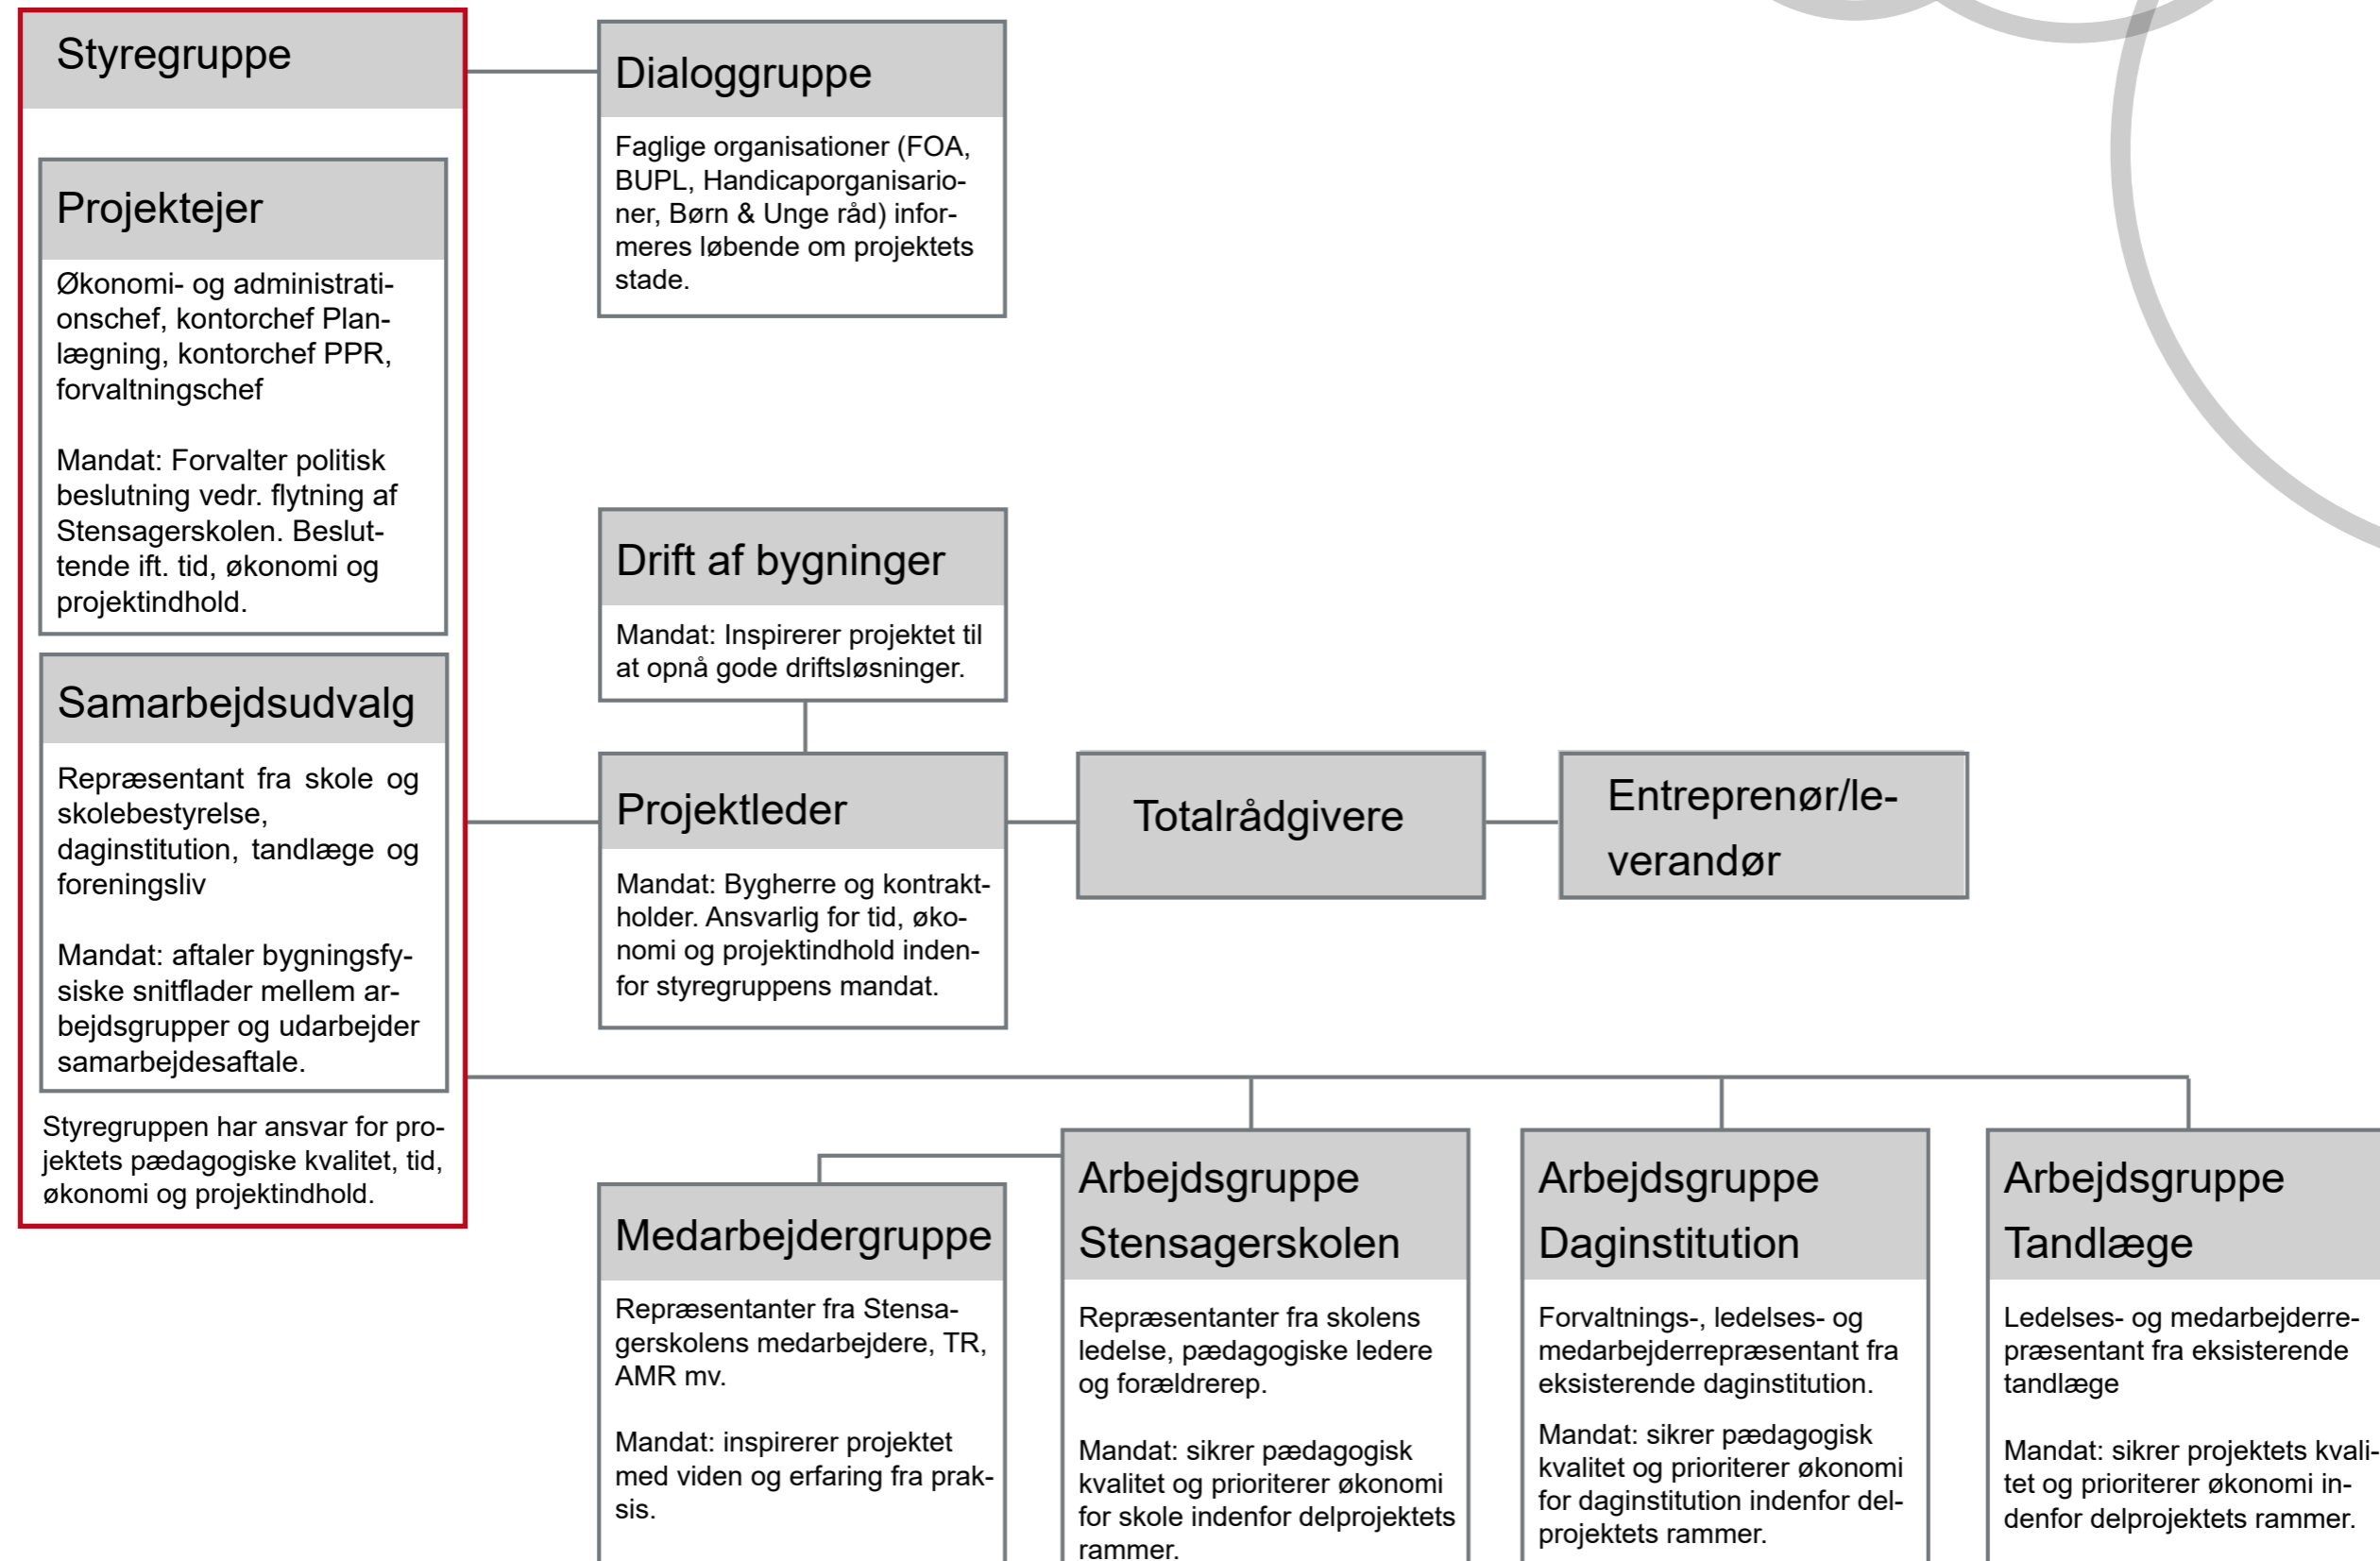 Styregruppe
Projektejer
Økonomi- og administrati-
onschef, kontorchef Plan-
lægning, kontorchef PPR,
forvaltningschef
Mandat: Forvalter politisk
beslutning vedr. flytning af
Stensagerskolen. Beslut-
tende ift. tid, økonomi og
projektindhold.
Samarbejdsudvalg
Repræsentant fra skole og
skolebestyrelse,
daginstitution, tandlæge og
foreningsliv
Mandat: aftaler bygningsfy-
siske snitflader mellem ar-
bejdsgrupper og udarbejder
samarbejdesaftale.
Styregruppen har ansvar for pro-
jektets pædagogiske kvalitet, tid,
økonomi og projektindhold.
Dialoggruppe
Faglige organisationer (FOA,
BUPL, Handicaporganisario-
ner, Børn & Unge råd) infor-
meres løbende om projektets
stade.
Drift af bygninger
Mandat: Inspirerer projektet til
at opnå gode driftsløsninger.
Projektleder
Mandat: Bygherre og kontrakt-
holder. Ansvarlig for tid, øko-
nomi og projektindhold inden-
for styregruppens mandat.
Totalrådgivere
Entreprenør/le-
verandør
Medarbejdergruppe
Repræsentanter fra Stensa-
gerskolens medarbejdere, TR,
AMR mv.
Mandat: inspirerer projektet
med viden og erfaring fra prak-
sis.
Arbejdsgruppe
Stensagerskolen
Repræsentanter fra skolens
ledelse, pædagogiske ledere
og forældrerep.
Mandat: sikrer pædagogisk
kvalitet og prioriterer økonomi
for skole indenfor delprojektets
rammer.
Arbejdsgruppe
Daginstitution
Forvaltnings-, ledelses- og
medarbejderrepræsentant fra
eksisterende daginstitution.
Mandat: sikrer pædagogisk
kvalitet og prioriterer økonomi
for daginstitution indenfor del-
projektets rammer.
Arbejdsgruppe
Tandlæge
Ledelses- og medarbejderre-
præsentant fra eksisterende
tandlæge
Mandat: sikrer projektets kvali-
tet og prioriterer økonomi in-
denfor delprojektets rammer.